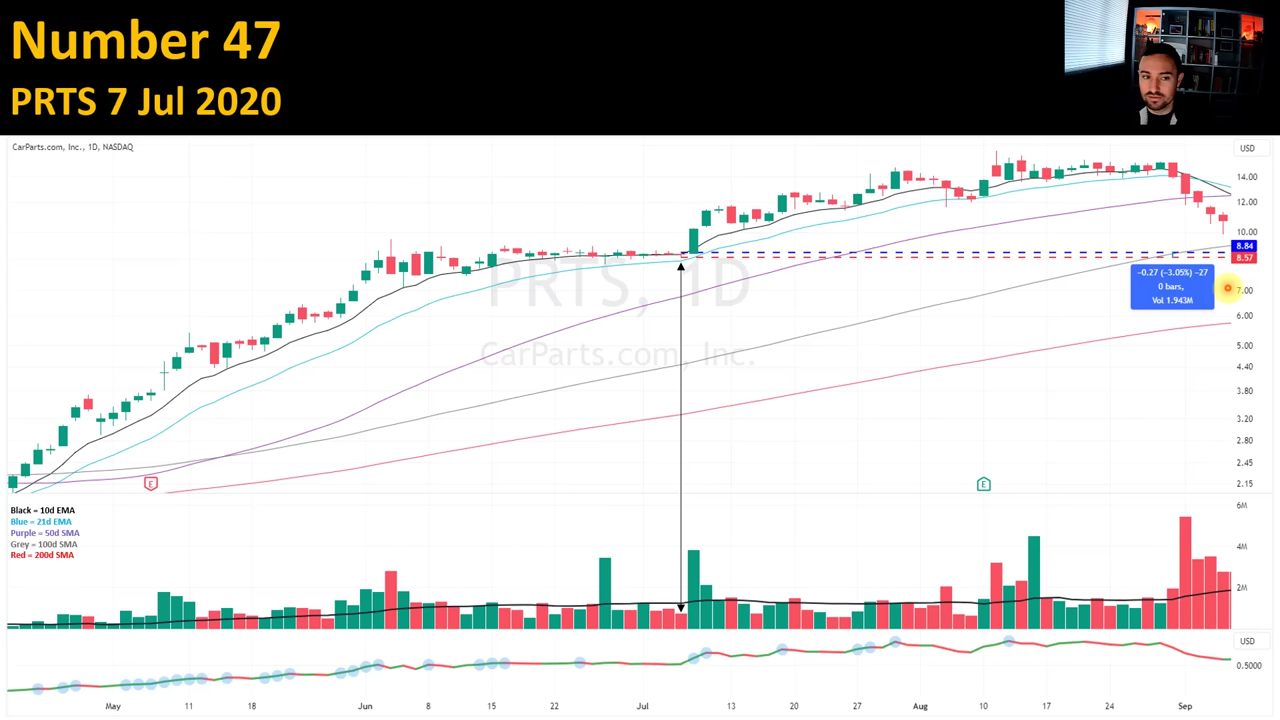 Number 47
PRTS 7 Jul 2020
CarParts.com, Inc., 1D, NASDAQ
USD
14.00
12.00
10.00
8.84
8.57
-0.27 (-3.05%) -27
0 bars,
Vol 1.943M
7.00
6.00
5.00
4.40
3.80
3.20
2.80
2.45
2.15
PRTS, 1D
CarParts.com, Inc.
E
E
Black = 10d EMA
Blue = 21d EMA
Purple = 50d SMA
Grey = 100d SMA
Red = 200d SMA
6M
4M
2M
USD
0.5000
May 11 18 Jun 8 15 22 Jul 13 20 27 Aug 10 17 24 Sep